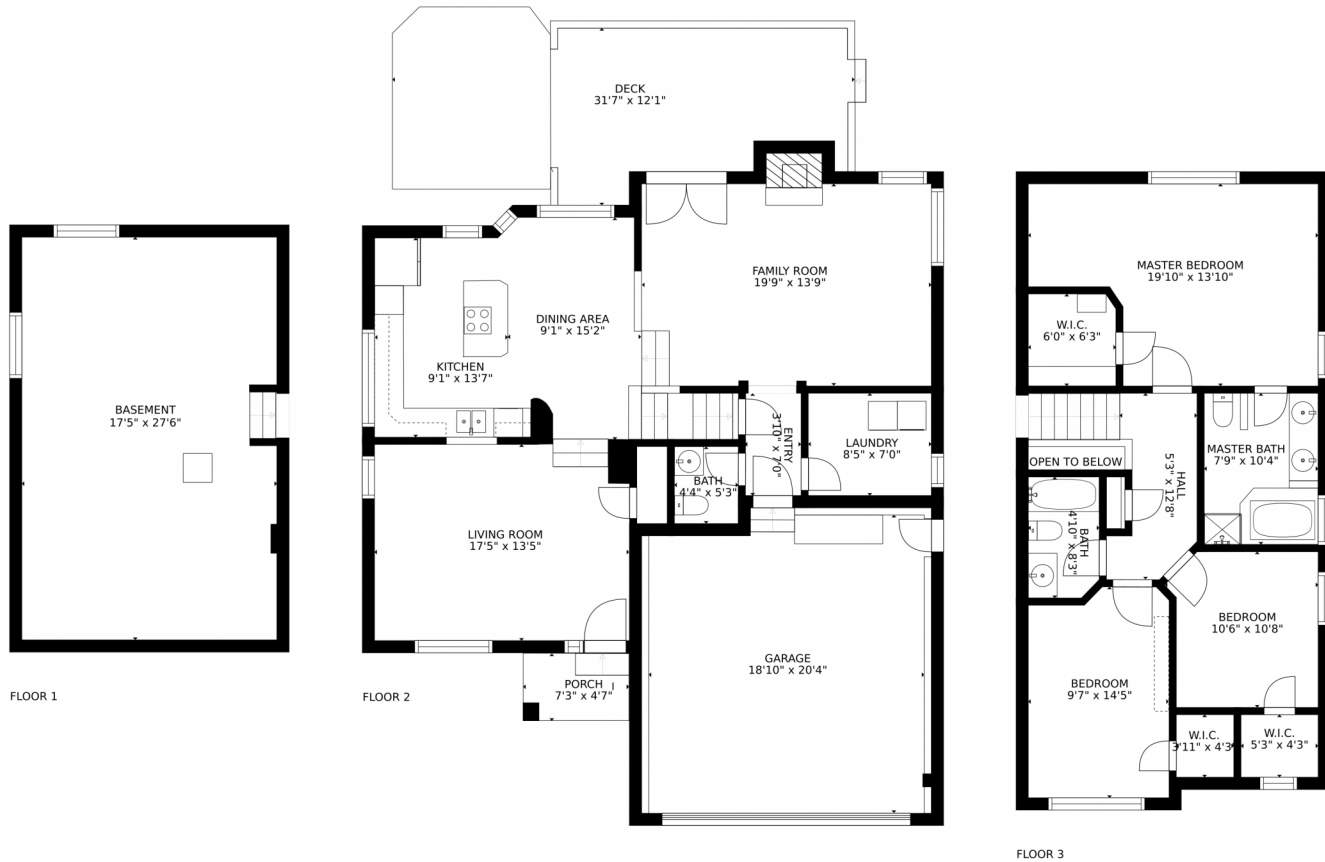 DECK
31'7" x 12'1"
FAMILY ROOM
19'9" x 13'9"
MASTER BEDROOM
19'10" x 13'10"
DINING AREA
9'1" x 15'2"
W.I.C.
6'0" x 6'3"
KITCHEN
9'1" x 13'7"
BASEMENT
17'5" x 27'6"
ENTRY
3'10" x 7'0"
LAUNDRY
8'5" x 7'0"
MASTER BATH
7'9" x 10'4"
OPEN TO BELOW
HALL
5'3" x 12'8"
BATH
4'4" x 5'3"
LIVING ROOM
17'5" x 13'5"
BATH
4'10" x 8'3"
BEDROOM
10'6" x 10'8"
GARAGE
18'10" x 20'4"
PORCH
7'3" x 4'7"
BEDROOM
9'7" x 14'5"
W.I.C.
3'11" x 4'3"
W.I.C.
5'3" x 4'3"
FLOOR 1
FLOOR 2
FLOOR 3